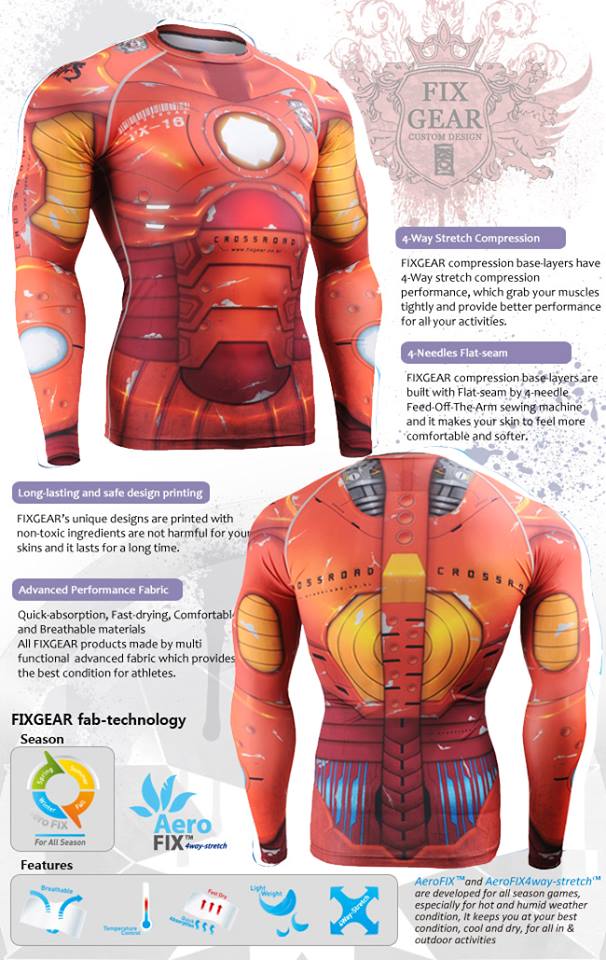 FIX
GEAR
CUSTOM DESIGN
CROSSROAD
www.fixgear.co.kr
4-Way Stretch Compression
FIXGEAR compression base-layers have
4-Way stretch compression
performance, which grab your muscles
tightly and provide better performance
for all your activities.
4-Needles Flat-seam
FIXGEAR compression base layers are
built with Flat-seam by 4-needle
Feed-Off-The-Arm sewing machine
and it makes your skin to feel more
comfortable and softer.
Long-lasting and safe design printing
FIXGEAR's unique designs are printed with
non-toxic ingredients are not harmful for your
skins and it lasts for a long time.
OSSROAD CROSSR
Advanced Performance Fabric
Quick-absorption, Fast-drying, Comfortabl
and Breathable materials
All FIXGEAR products made by multi
functional advanced fabric which provides
the best condition for athletes.
FIXGEAR fab-technology
Season
Spring
Summer
Fall
Winter
Aero FIX
For All Season
Aero
FIX™
4way-stretch
Features
Breathable
Temperature
Control
Fast Dry
Quick
Absorption
Light
Weight
4Way-Stretch
AeroFIX™and AeroFIX4way-stretch™
are developed for all season games,
especially for hot and humid weather
condition, It keeps you at your best
condition, cool and dry, for all in &
outdoor activities